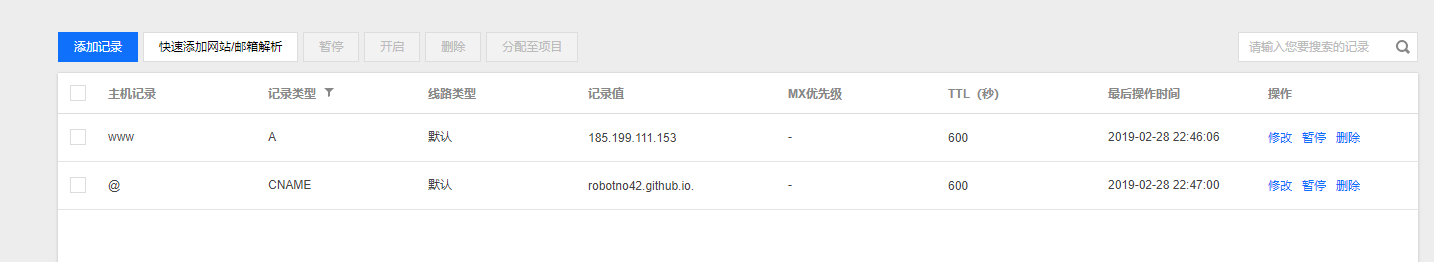 添加记录 快速添加网站/邮箱解析 暂停 开启 删除 分配至项目 请输入您要搜索的记录
主机记录 记录类型 线路类型 记录值 MX优先级 TTL（秒） 最后操作时间 操作
www A 默认 185.199.111.153 - 600 2019-02-28 22:46:06 修改 暂停 删除
@ CNAME 默认 robotno42.github.io. - 600 2019-02-28 22:47:00 修改 暂停 删除